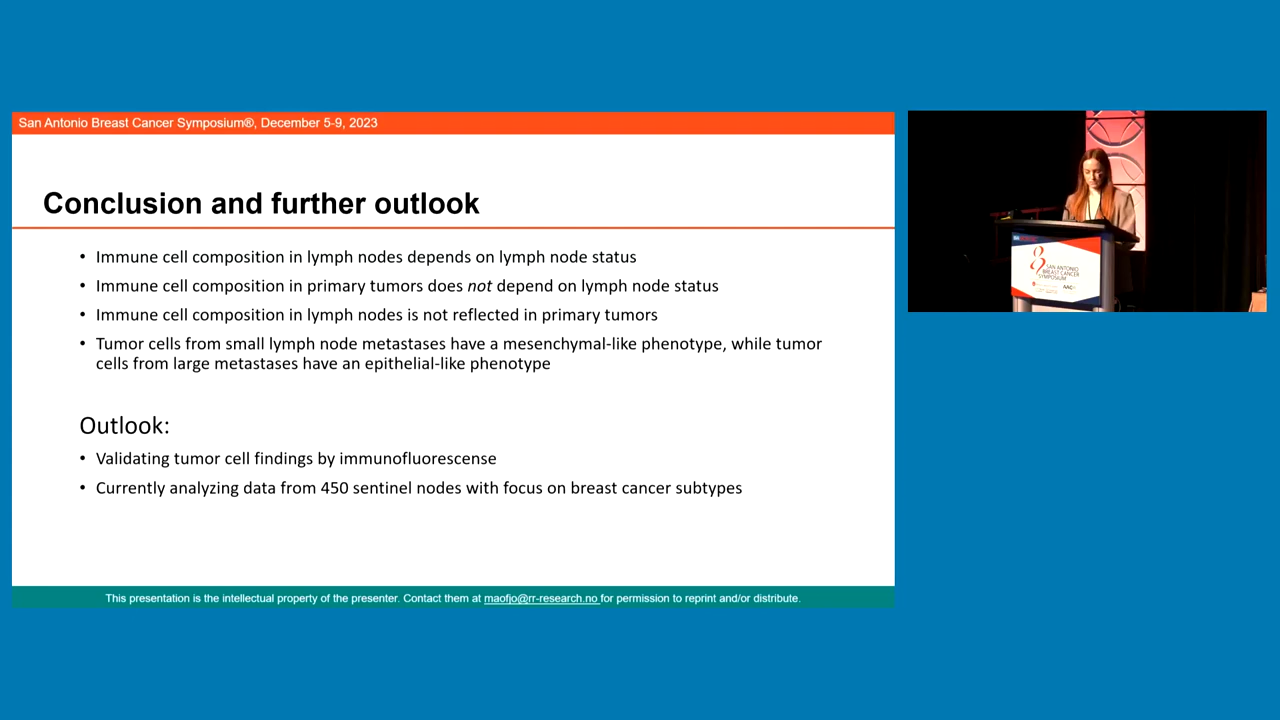 San Antonio Breast Cancer Symposium®, December 5-9, 2023
Conclusion and further outlook
• Immune cell composition in lymph nodes depends on lymph node status
• Immune cell composition in primary tumors does not depend on lymph node status
• Immune cell composition in lymph nodes is not reflected in primary tumors
• Tumor cells from small lymph node metastases have a mesenchymal-like phenotype, while tumor
cells from large metastases have an epithelial-like phenotype
Outlook:
• Validating tumor cell findings by immunofluorescense
• Currently analyzing data from 450 sentinel nodes with focus on breast cancer subtypes
This presentation is the intellectual property of the presenter. Contact them at maofjo@rr-research.no for permission to reprint and/or distribute.
SAN ANTONIO
BREAST CANCER
SYMPOSIUM